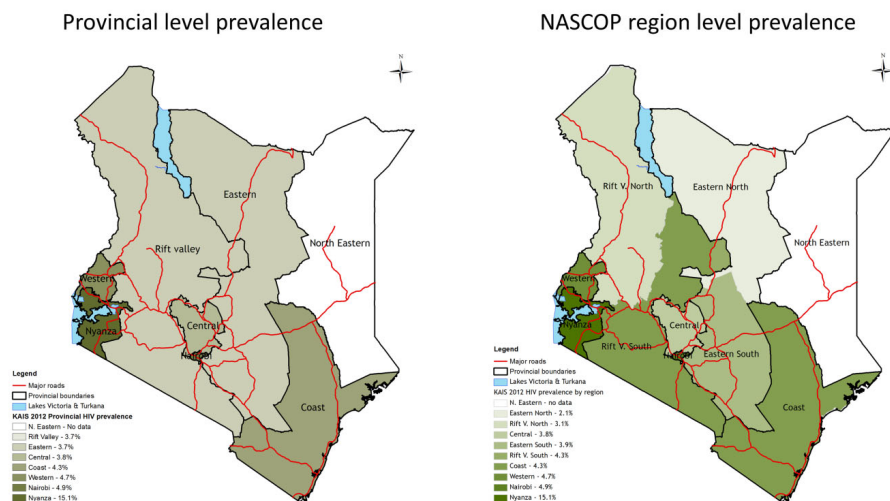 Provincial level prevalence
N
Eastern
North Eastern
Rift valley
Western
Central
Nyanza
Nairobi
Coast
Legend
Major roads
Provincial boundaries
Lakes Victoria & Turkana
KAIS 2012 Provincial HIV prevalence
N. Eastern - No data
Rift Valley - 3.7%
Eastern - 3.7%
Central - 3.8%
Coast - 4.3%
Western - 4.7%
Nairobi - 4.9%
Nyanza - 15.1%
NASCOP region level prevalence
N
Rift V. North
Eastern North
North Eastern
Western
Central
Nyanza
Rift V. South
Nairobi
Eastern South
Coast
Legend
Major roads
Provincial boundaries
Lakes Victoria & Turkana
KAIS 2012 HIV prevalence by region
N. Eastern - no data
Eastern North - 2.1%
Rift V. North - 3.1%
Central - 3.8%
Eastern South - 3.9%
Rift V. South - 4.3%
Coast - 4.3%
Western - 4.7%
Nairobi - 4.9%
Nyanza - 15.1%